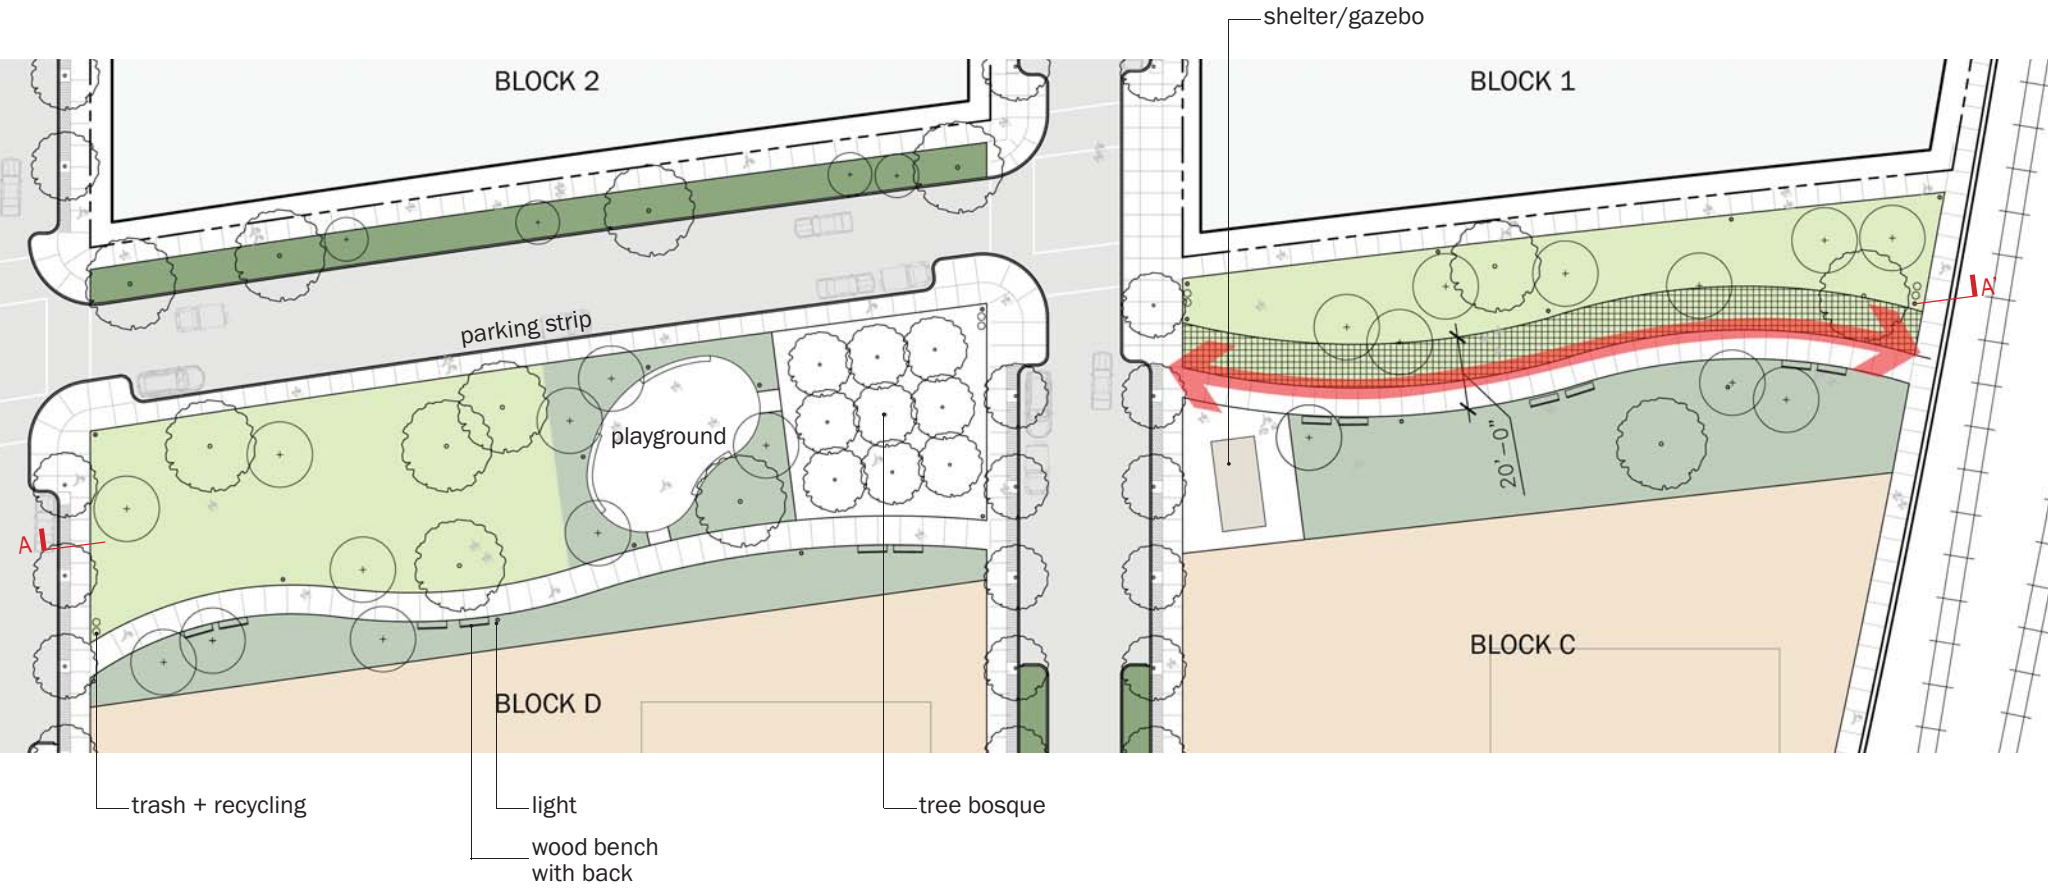 shelter/gazebo
BLOCK 2
BLOCK 1
A'
parking strip
playground
20'-0"
A
BLOCK C
BLOCK D
trash + recycling
light
tree bosque
wood bench
with back